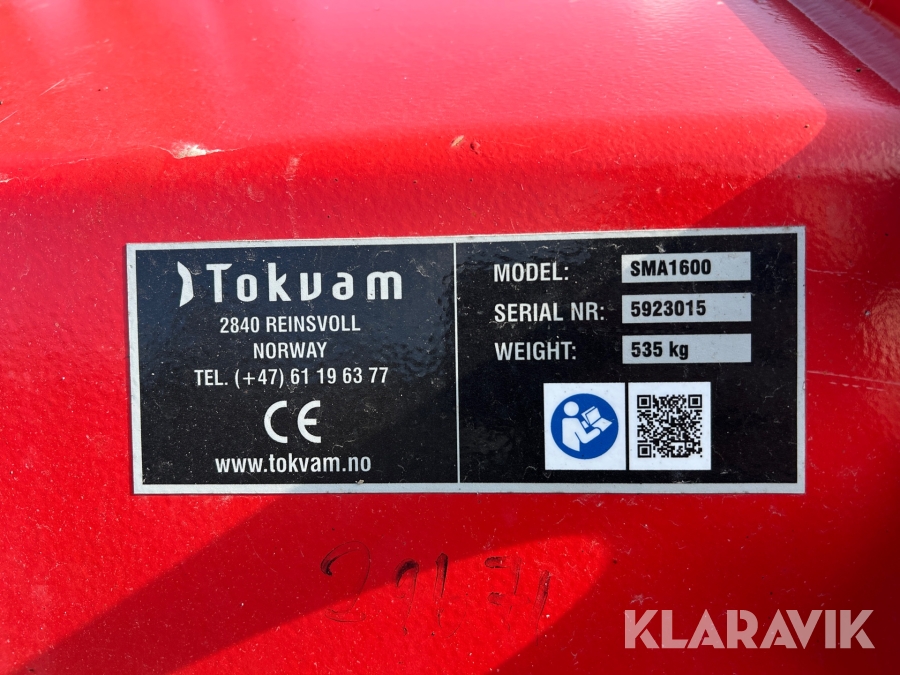 Tokvam
2840 REINSVOLL
NORWAY
TEL. (+47) 61 19 63 77
CE
www.tokvam.no
MODEL: SMA1600
SERIAL NR: 5923015
WEIGHT: 535 kg
KLARAVIK